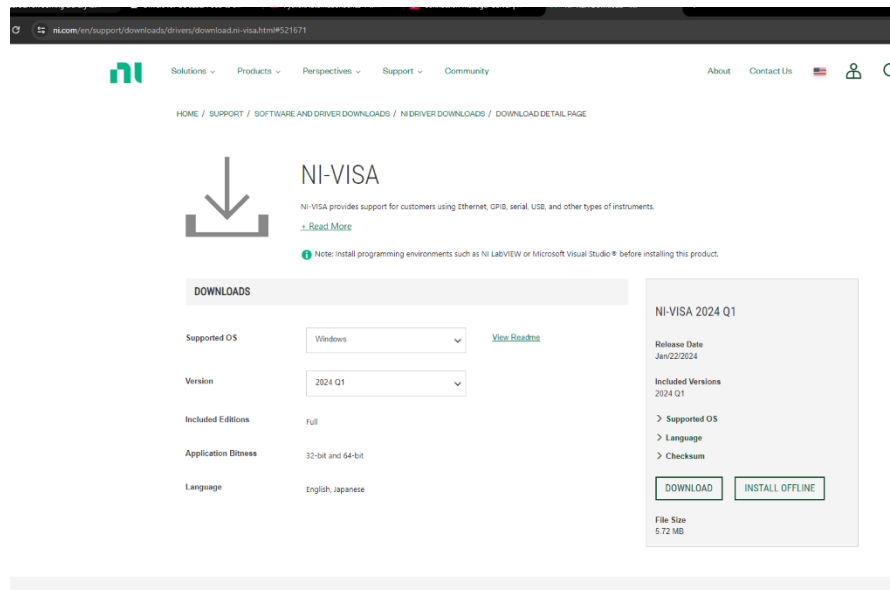 ni.com/en/support/downloads/drivers/download.ni-visa.html#521671
ni
Solutions Products Perspectives Support Community About Contact Us
HOME / SUPPORT / SOFTWARE AND DRIVER DOWNLOADS / NI DRIVER DOWNLOADS / DOWNLOAD DETAIL PAGE
NI-VISA
NI-VISA provides support for customers using Ethernet, GPIB, serial, USB, and other types of instruments.
+ Read More
Note: Install programming environments such as NI LabVIEW or Microsoft Visual Studio® before installing this product.
DOWNLOADS
Supported OS
Windows
View Readme
Version
2024 Q1
Included Editions
Full
Application Bitness
32-bit and 64-bit
Language
English, Japanese
NI-VISA 2024 Q1
Release Date
Jan/22/2024
Included Versions
2024 Q1
Supported OS
Language
Checksum
DOWNLOAD INSTALL OFFLINE
File Size
5.72 MB